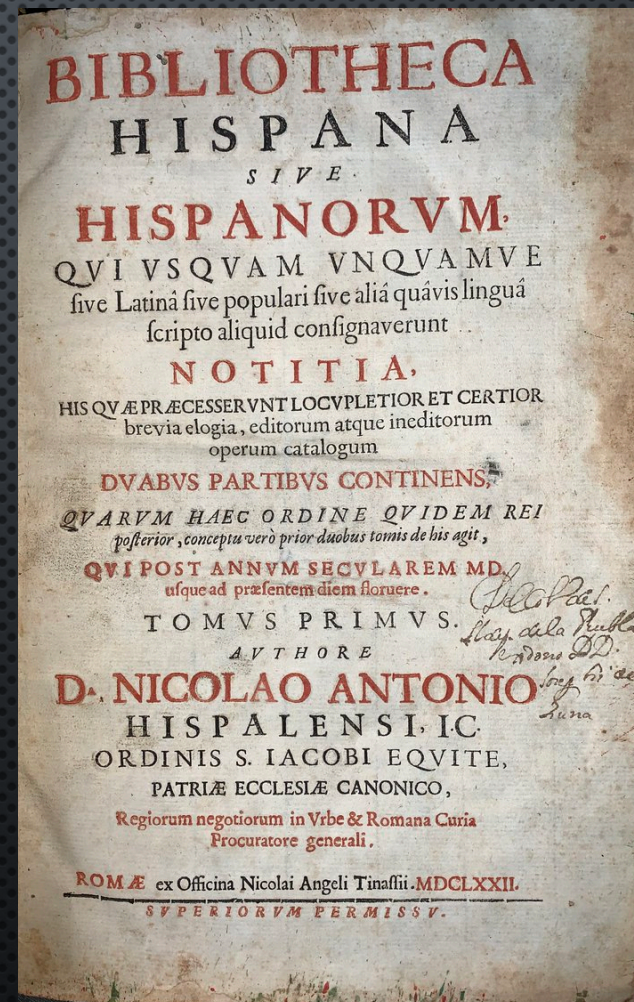 BIBLIOTHECA
HISPANA
SIVE
HISPANORVM,
QVI VSQVAM VNQVAMVE
ſive Latinâ ſive populari ſive aliâ quâvis linguâ
ſcripto aliquid conſignaverunt
NOTITIA,
HIS QVÆ PRÆCESSERVNT LOCVPLETIOR ET CERTIOR
brevia elogia, editorum atque ineditorum
operum catalogum
DVABVS PARTIBVS CONTINENS,
QVARVM HAEC ORDINE QVIDEM REI
poſterior, conceptu verò prior duobus tomis de his agit,
QVI POST ANNVM SECVLAREM MD.
uſque ad præſentem diem floruere.
TOMVS PRIMVS.
AVTHORE
D. NICOLAO ANTONIO
HISPALENSI, I.C.
ORDINIS S. IACOBI EQVITE,
PATRIÆ ECCLESIÆ CANONICO,
Regiorum negotiorum in Vrbe & Romana Curia
Procuratore generali.
ROMÆ ex Officina Nicolai Angeli Tinaſſii. MDCLXXII.
SVPERIORVM PERMISSV.
de la Puebla